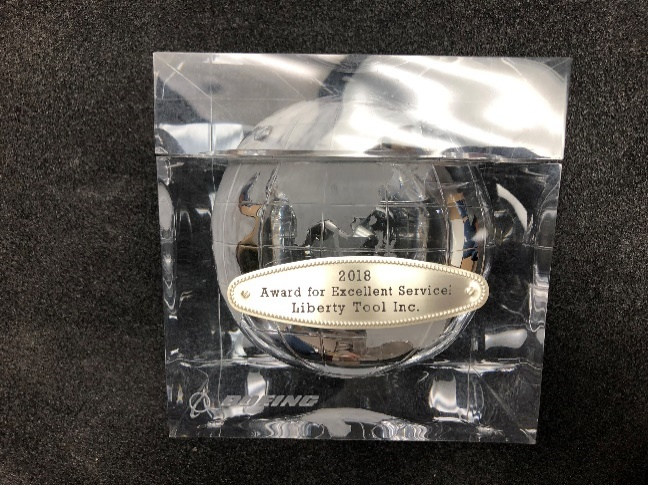 2018
Award for Excellent Service!
Liberty Tool Inc.
BOEING